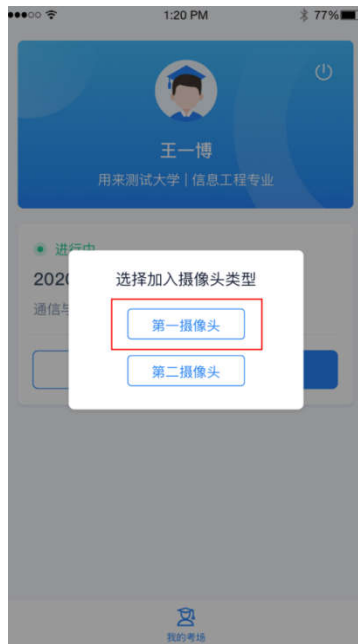 1:20 PM
77%
王一博
用来测试大学 | 信息工程专业
进行中
2020
通信与
选择加入摄像头类型
第一摄像头
第二摄像头
我的考场